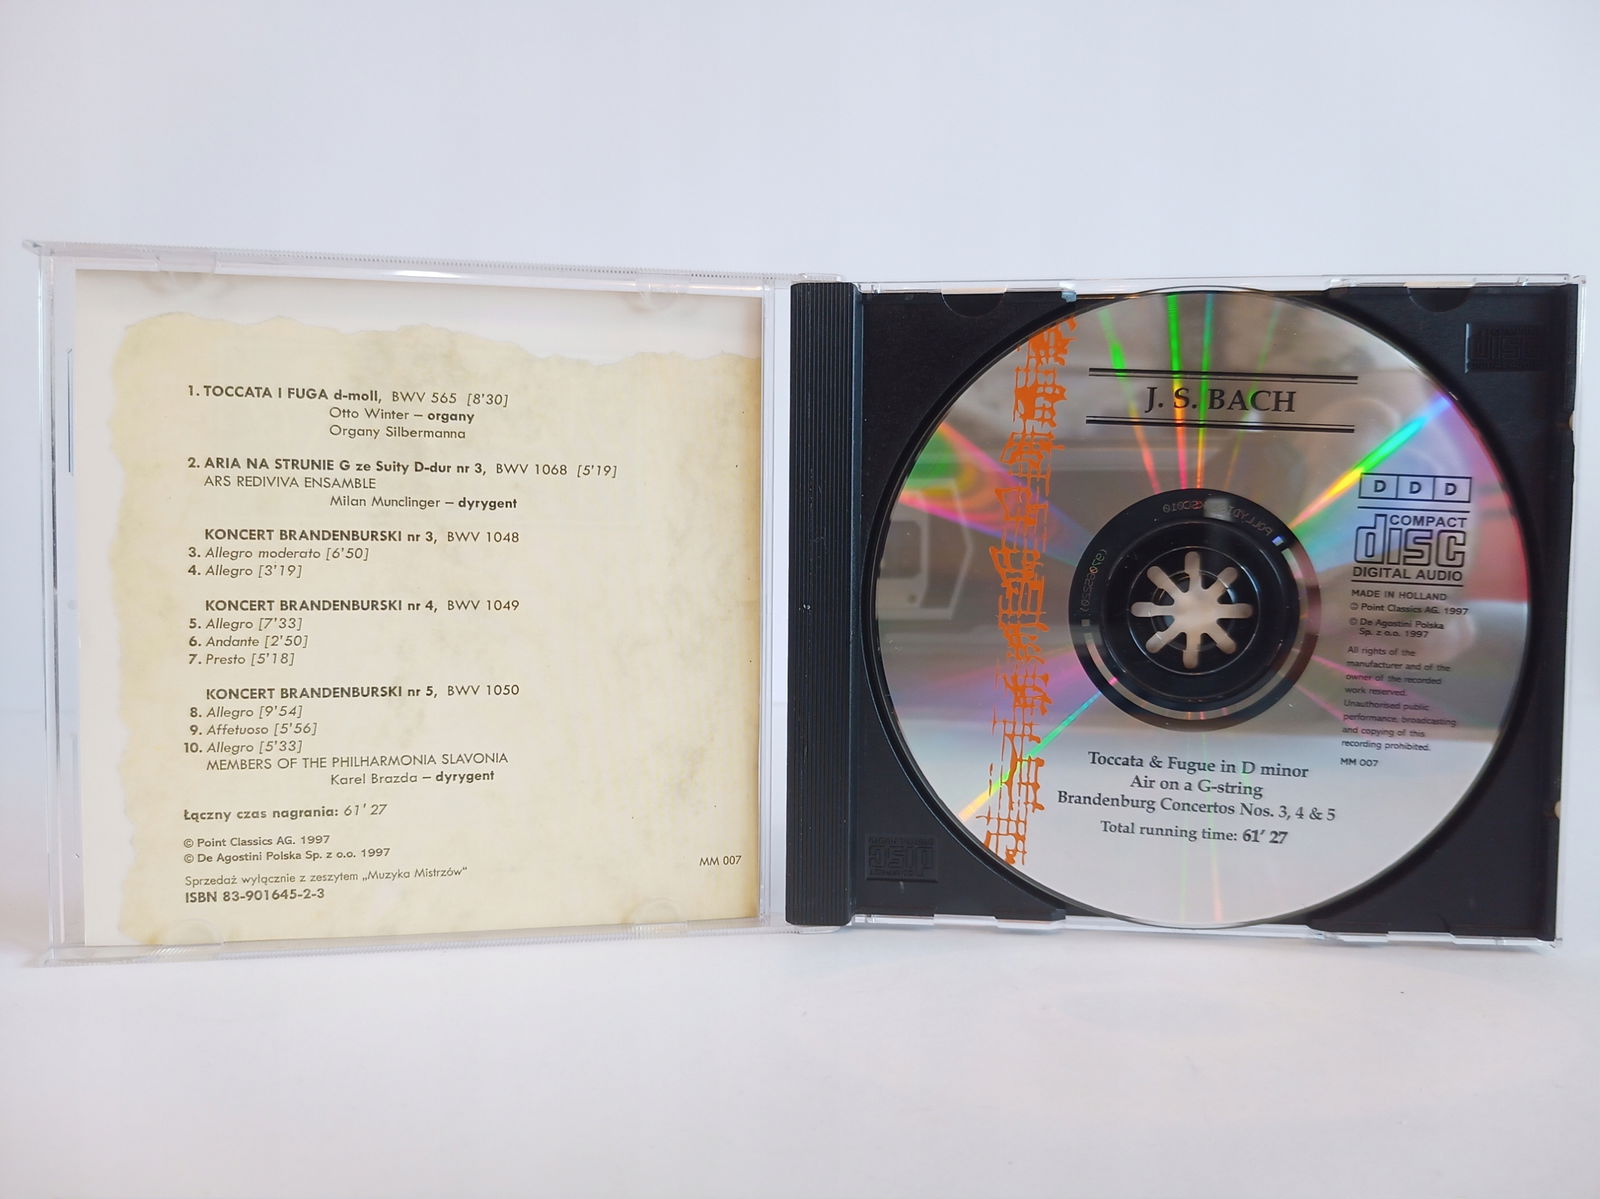 1. TOCCATA I FUGA d-moll, BWV 565 [8'30]
Otto Winter – organy
Organy Silbermanna
2. ARIA NA STRUNIE G ze Suity D-dur nr 3, BWV 1068 [5'19]
ARS REDIVIVA ENSAMBLE
Milan Munclinger – dyrygent
KONCERT BRANDENBURSKI nr 3, BWV 1048
3. Allegro moderato [6'50]
4. Allegro [3'19]
KONCERT BRANDENBURSKI nr 4, BWV 1049
5. Allegro [7'33]
6. Andante [2'50]
7. Presto [5'18]
KONCERT BRANDENBURSKI nr 5, BWV 1050
8. Allegro [9'54]
9. Affetuoso [5'56]
10. Allegro [5'33]
MEMBERS OF THE PHILHARMONIA SLAVONIA
Karel Brazda – dyrygent
Łączny czas nagrania: 61' 27
© Point Classics AG. 1997
© De Agostini Polska Sp. z o.o. 1997
MM 007
Sprzedaż wyłącznie z zeszytem „Muzyka Mistrzów"
ISBN 83-901645-2-3
J. S. BACH
D D D
COMPACT
disc
DIGITAL AUDIO
MADE IN HOLLAND
℗ Point Classics AG. 1997
© De Agostini Polska
Sp. z o.o. 1997
All rights of the
manufacturer and of the
owner of the recorded
work reserved.
Unauthorised public
performance, broadcasting
and copying of this
recording prohibited.
MM 007
Toccata & Fugue in D minor
Air on a G-string
Brandenburg Concertos Nos. 3, 4 & 5
Total running time: 61' 27